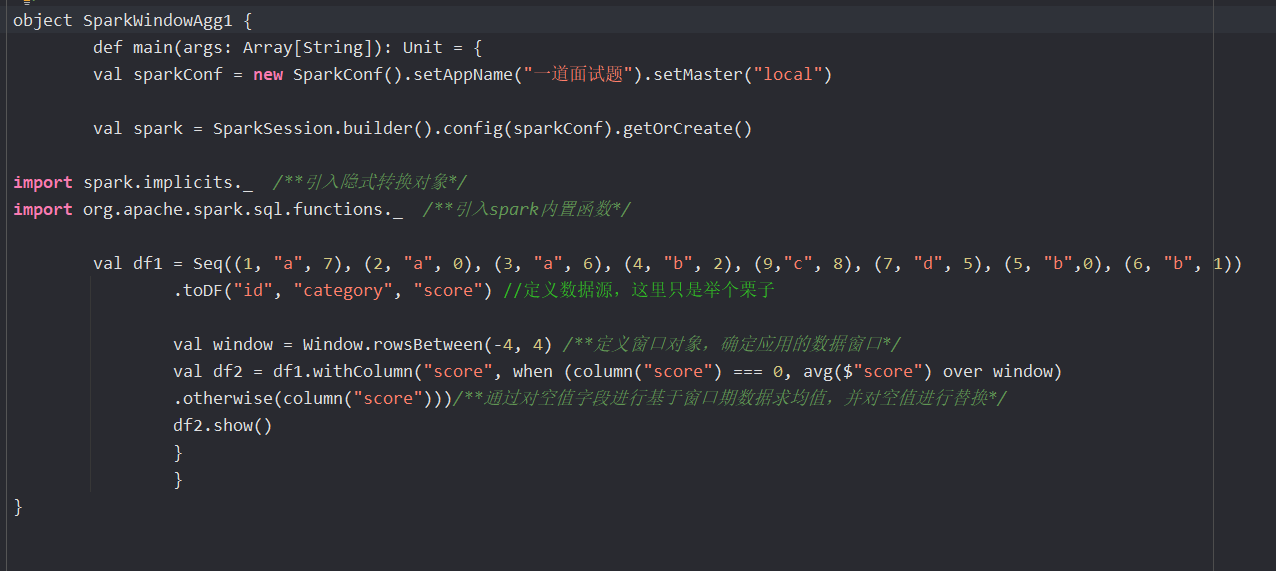 object SparkWindowAgg1 {
def main(args: Array[String]): Unit = {
val sparkConf = new SparkConf().setAppName("一道面试题").setMaster("local")
val spark = SparkSession.builder().config(sparkConf).getOrCreate()
import spark.implicits._ /**引入隐式转换对象*/
import org.apache.spark.sql.functions._ /**引入spark内置函数*/
val df1 = Seq((1, "a", 7), (2, "a", 0), (3, "a", 6), (4, "b", 2), (9,"c", 8), (7, "d", 5), (5, "b",0), (6, "b", 1))
.toDF("id", "category", "score") //定义数据源，这里只是举个栗子
val window = Window.rowsBetween(-4, 4) /**定义窗口对象，确定应用的数据窗口*/
val df2 = df1.withColumn("score", when (column("score") === 0, avg($"score") over window)
.otherwise(column("score")))/**通过对空值字段进行基于窗口期数据求均值，并对空值进行替换*/
df2.show()
}
}
}